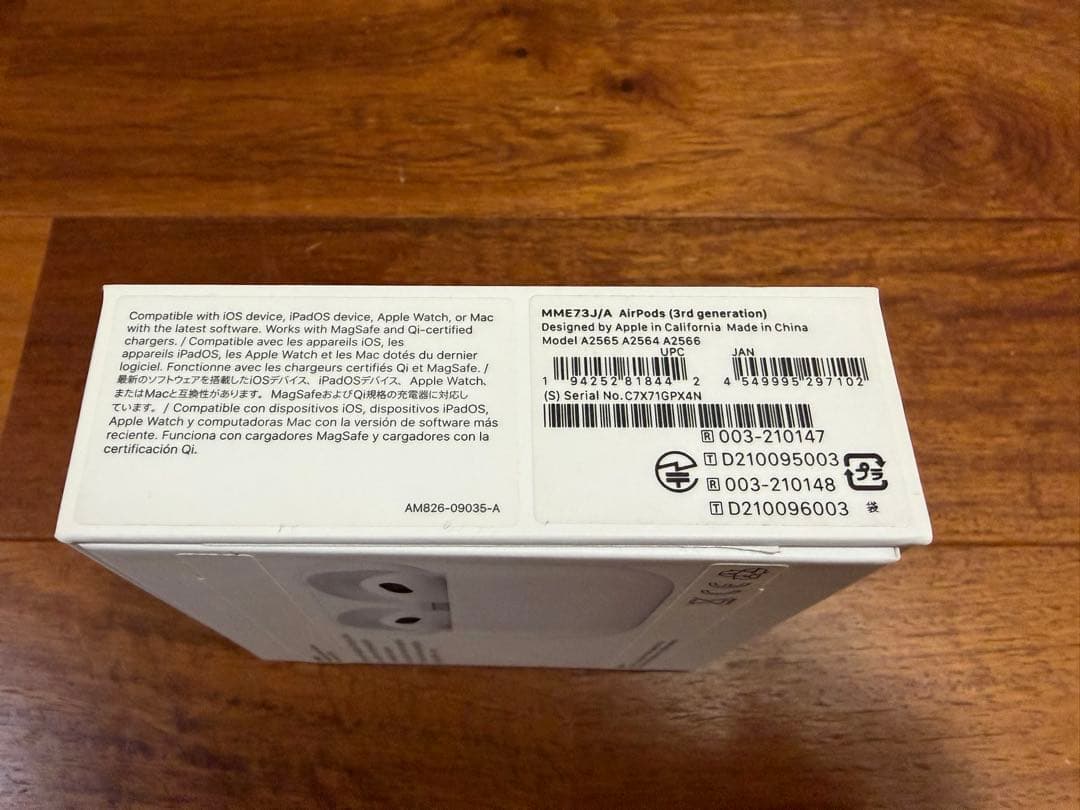 Compatible with iOS device, iPadOS device, Apple Watch, or Mac
with the latest software. Works with MagSafe and Qi-certified
chargers. / Compatible avec les appareils iOS, les
appareils iPadOS, les Apple Watch et les Mac dotés du dernier
logiciel. Fonctionne avec les chargeurs certifiés Qi et MagSafe. /
最新のソフトウェアを搭載したiOSデバイス、iPadOSデバイス、Apple Watch、
またはMacと互換性があります。MagSafeおよびQi規格の充電器に対応し
ています。/ Compatible con dispositivos iOS, dispositivos iPadOS,
Apple Watch y computadoras Mac con la versión de software más
reciente. Funciona con cargadores MagSafe y cargadores con la
certificación Qi.
AM826-09035-A
MME73J/A AirPods (3rd generation)
Designed by Apple in California Made in China
Model A2565 A2564 A2566
UPC JAN
1 94252 81844 2 4 549995 297102
(S) Serial No. C7X71GPX4N
R 003-210147
T D210095003
R 003-210148
T D210096003
プラ
袋